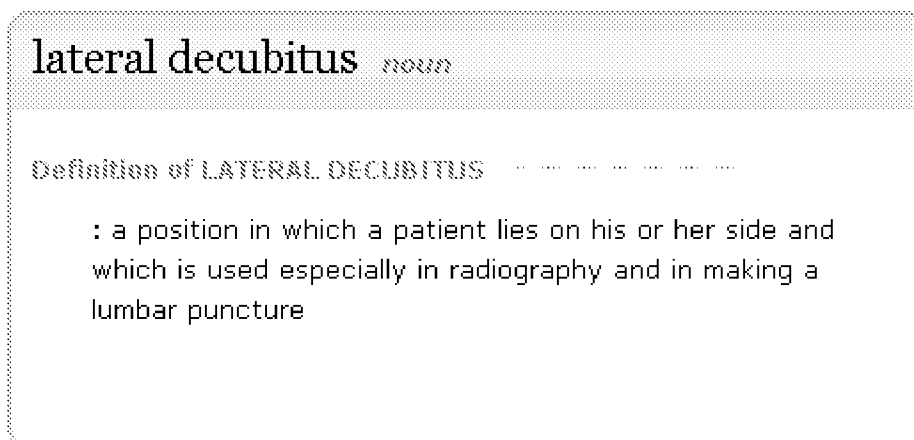 lateral decubitus noun
Definition of LATERAL DECUBITUS
: a position in which a patient lies on his or her side and
which is used especially in radiography and in making a
lumbar puncture